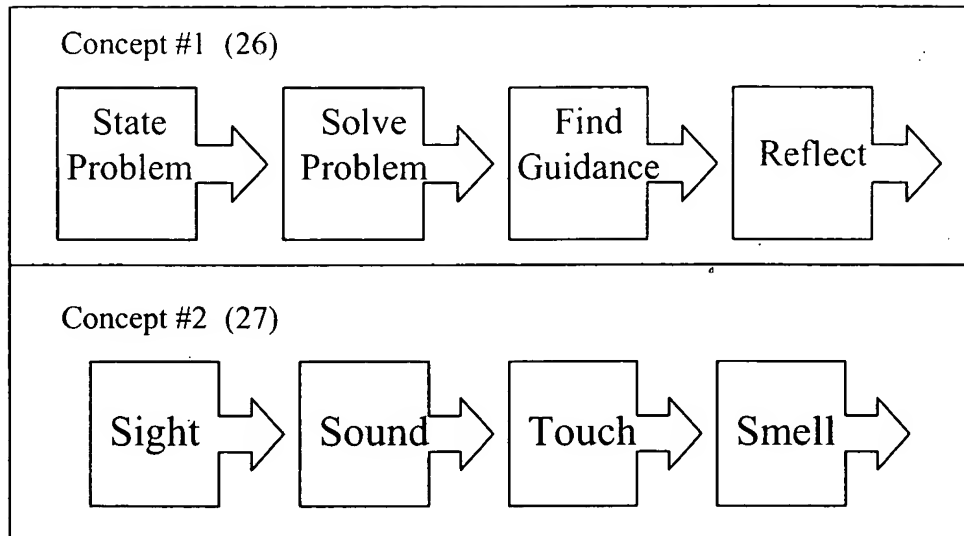 Concept #1 (26)
State
Problem
Solve
Problem
Find
Guidance
Reflect
Concept #2 (27)
Sight
Sound
Touch
Smell